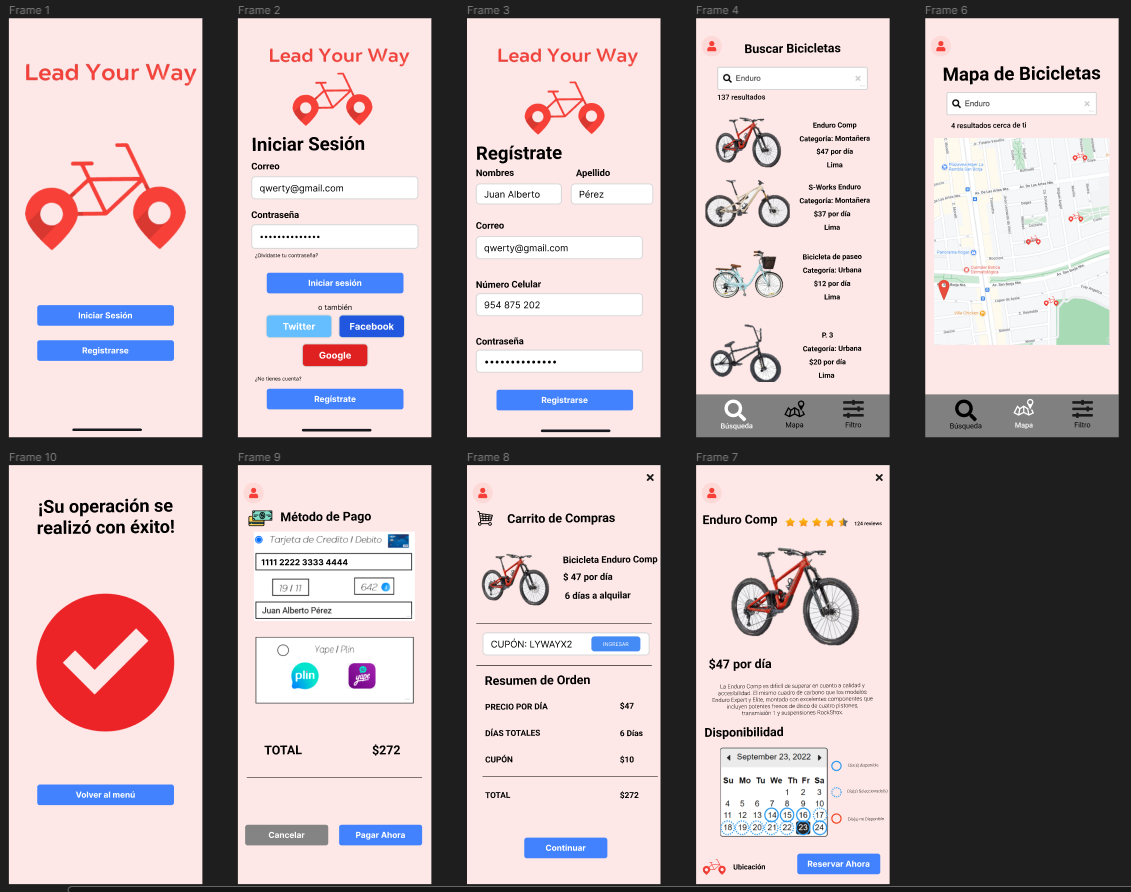 Frame 1
Lead Your Way
Iniciar Sesión
Registrarse
Frame 2
Lead Your Way
Iniciar Sesión
Correo
qwerty@gmail.com
Contraseña
¿Olvidaste tu contraseña?
Iniciar sesión
o también
Twitter
Facebook
Google
¿No tienes cuenta?
Regístrate
Frame 3
Lead Your Way
Regístrate
Nombres
Apellido
Juan Alberto
Pérez
Correo
qwerty@gmail.com
Número Celular
954 875 202
Contraseña
Registrarse
Frame 4
Buscar Bicicletas
Enduro
137 resultados
Enduro Comp
Categoría: Montañera
$47 por día
Lima
S-Works Enduro
Categoría: Montañera
$37 por día
Lima
Bicicleta de paseo
Categoría: Urbana
$12 por día
Lima
P. 3
Categoría: Urbana
$20 por día
Lima
Búsqueda
Mapa
Filtro
Frame 6
Mapa de Bicicletas
Enduro
4 resultados cerca de ti
Búsqueda
Mapa
Filtro
Frame 10
¡Su operación se
realizó con éxito!
Volver al menú
Frame 9
Método de Pago
Tarjeta de Credito / Debito
1111 2222 3333 4444
19 / 11
642
Juan Alberto Pérez
Yape / Plin
plin
yape
TOTAL
$272
Cancelar
Pagar Ahora
Frame 8
Carrito de Compras
Bicicleta Enduro Comp
$ 47 por día
6 días a alquilar
CUPÓN: LYWAYX2
INGRESAR
Resumen de Orden
PRECIO POR DÍA
$47
DÍAS TOTALES
6 Días
CUPÓN
$10
TOTAL
$272
Continuar
Frame 7
Enduro Comp
124 reviews
$47 por día
La Enduro Comp es difícil de superar en cuanto a calidad y
accesibilidad. El mismo cuadro de carbono que los modelos
Enduro Expert y Elite, montado con excelentes componentes que
incluyen potentes frenos de disco de cuatro pistones,
transmisión 1 y suspensiones RockShox.
Disponibilidad
September 23, 2022
Su Mo Tu We Th Fr Sa
1 2 3
4 5 6 7 8 9 10
11 12 13 14 15 16 17
18 19 20 21 22 23 24
Ubicación
Reservar Ahora